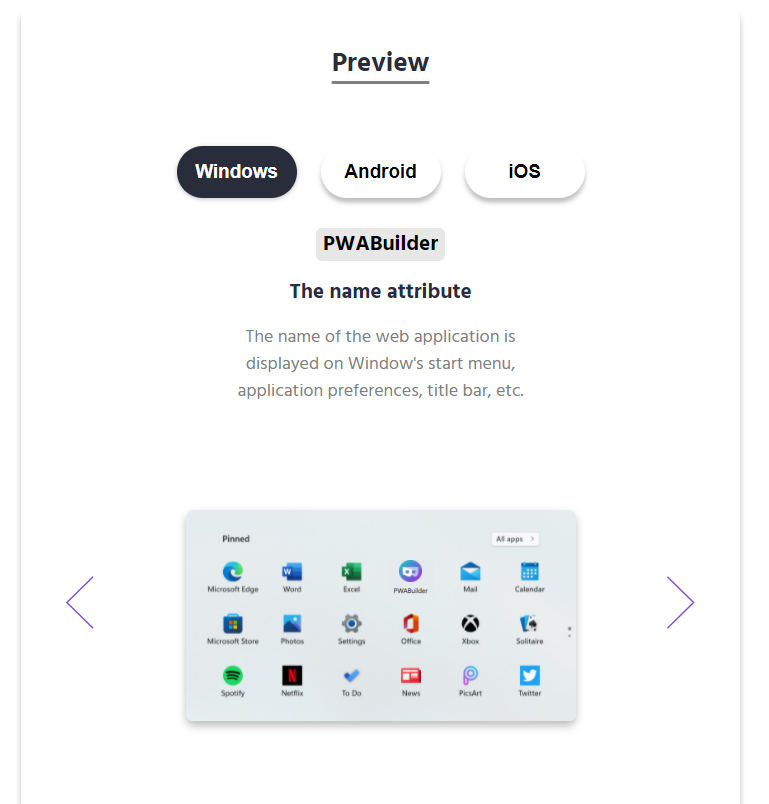 Preview
Windows Android iOS
PWABuilder
The name attribute
The name of the web application is
displayed on Window's start menu,
application preferences, title bar, etc.
Pinned All apps
Microsoft Edge Word Excel PWABuilder Mail Calendar
Microsoft Store Photos Settings Office Xbox Solitaire
Spotify Netflix To Do News PicsArt Twitter